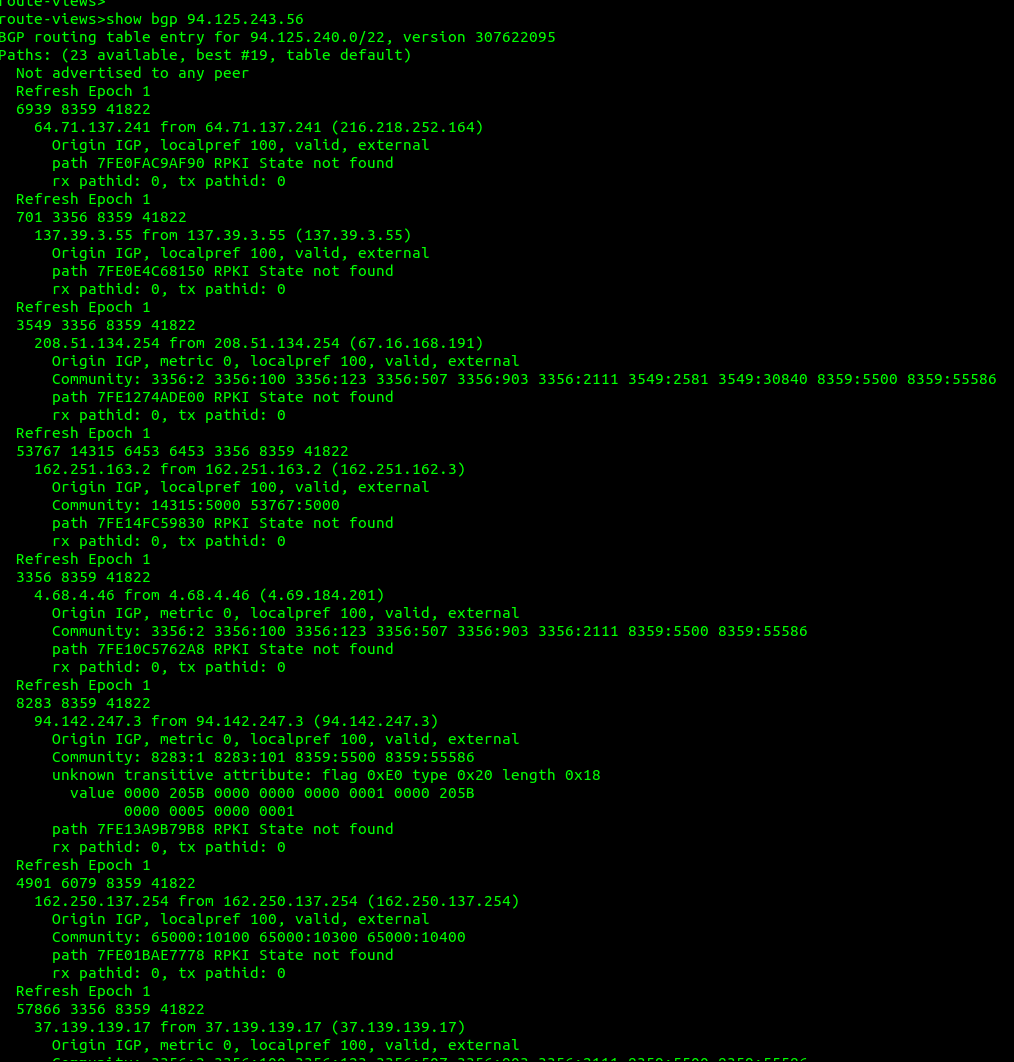 route-views>
route-views>show bgp 94.125.243.56
BGP routing table entry for 94.125.240.0/22, version 307622095
Paths: (23 available, best #19, table default)
Not advertised to any peer
Refresh Epoch 1
6939 8359 41822
64.71.137.241 from 64.71.137.241 (216.218.252.164)
Origin IGP, localpref 100, valid, external
path 7FE0FAC9AF90 RPKI State not found
rx pathid: 0, tx pathid: 0
Refresh Epoch 1
701 3356 8359 41822
137.39.3.55 from 137.39.3.55 (137.39.3.55)
Origin IGP, localpref 100, valid, external
path 7FE0E4C68150 RPKI State not found
rx pathid: 0, tx pathid: 0
Refresh Epoch 1
3549 3356 8359 41822
208.51.134.254 from 208.51.134.254 (67.16.168.191)
Origin IGP, metric 0, localpref 100, valid, external
Community: 3356:2 3356:100 3356:123 3356:507 3356:903 3356:2111 3549:2581 3549:30840 8359:5500 8359:55586
path 7FE1274ADE00 RPKI State not found
rx pathid: 0, tx pathid: 0
Refresh Epoch 1
53767 14315 6453 6453 3356 8359 41822
162.251.163.2 from 162.251.163.2 (162.251.162.3)
Origin IGP, localpref 100, valid, external
Community: 14315:5000 53767:5000
path 7FE14FC59830 RPKI State not found
rx pathid: 0, tx pathid: 0
Refresh Epoch 1
3356 8359 41822
4.68.4.46 from 4.68.4.46 (4.69.184.201)
Origin IGP, metric 0, localpref 100, valid, external
Community: 3356:2 3356:100 3356:123 3356:507 3356:903 3356:2111 8359:5500 8359:55586
path 7FE10C5762A8 RPKI State not found
rx pathid: 0, tx pathid: 0
Refresh Epoch 1
8283 8359 41822
94.142.247.3 from 94.142.247.3 (94.142.247.3)
Origin IGP, metric 0, localpref 100, valid, external
Community: 8283:1 8283:101 8359:5500 8359:55586
unknown transitive attribute: flag 0xE0 type 0x20 length 0x18
value 0000 205B 0000 0000 0000 0001 0000 205B
0000 0005 0000 0001
path 7FE13A9B79B8 RPKI State not found
rx pathid: 0, tx pathid: 0
Refresh Epoch 1
4901 6079 8359 41822
162.250.137.254 from 162.250.137.254 (162.250.137.254)
Origin IGP, localpref 100, valid, external
Community: 65000:10100 65000:10300 65000:10400
path 7FE01BAE7778 RPKI State not found
rx pathid: 0, tx pathid: 0
Refresh Epoch 1
57866 3356 8359 41822
37.139.139.17 from 37.139.139.17 (37.139.139.17)
Origin IGP, metric 0, localpref 100, valid, external
Community: 3356:2 3356:100 3356:123 3356:507 3356:903 3356:2111 8359:5500 8359:55586